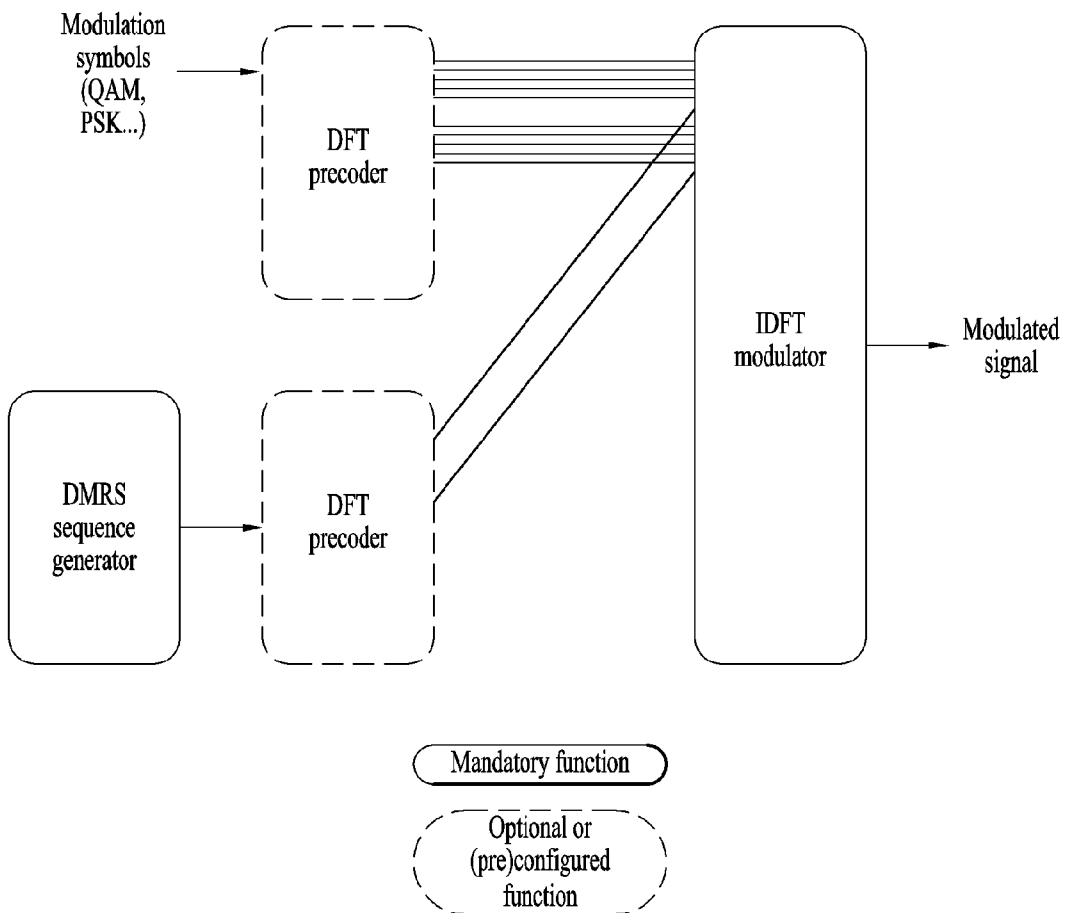 Modulation
symbols
(QAM,
PSK...)
DFT
precoder
IDFT
modulator
Modulated
signal
DMRS
sequence
generator
DFT
precoder
Mandatory function
Optional or
(pre)configured
function